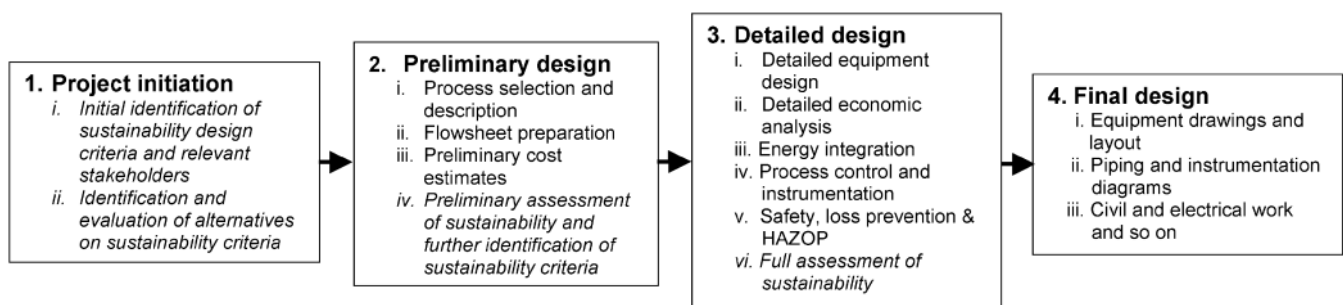 1. Project initiation
i. Initial identification of
sustainability design
criteria and relevant
stakeholders
ii. Identification and
evaluation of alternatives
on sustainability criteria
2. Preliminary design
i. Process selection and
description
ii. Flowsheet preparation
iii. Preliminary cost
estimates
iv. Preliminary assessment
of sustainability and
further identification of
sustainability criteria
3. Detailed design
i. Detailed equipment
design
ii. Detailed economic
analysis
iii. Energy integration
iv. Process control and
instrumentation
v. Safety, loss prevention &
HAZOP
vi. Full assessment of
sustainability
4. Final design
i. Equipment drawings and
layout
ii. Piping and instrumentation
diagrams
iii. Civil and electrical work
and so on